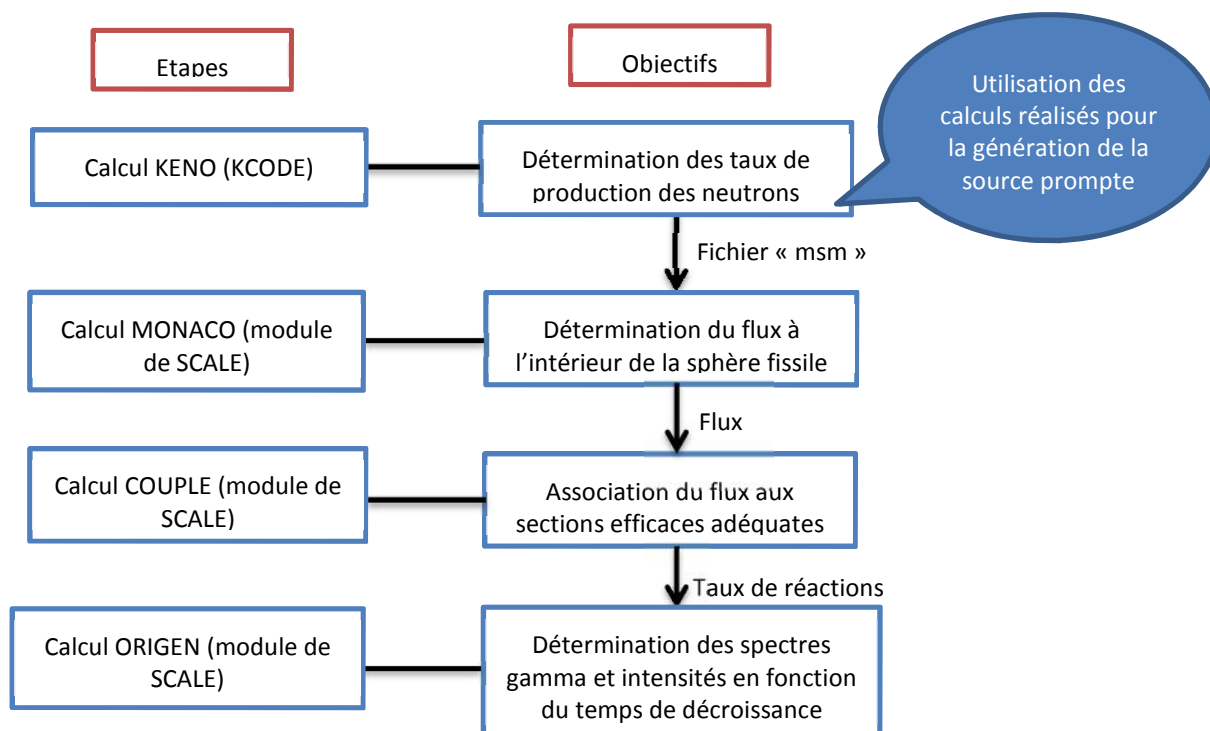 Etapes
Objectifs
Utilisation des
calculs réalisés pour
la génération de la
source prompte
Calcul KENO (KCODE)
Détermination des taux de
production des neutrons
Fichier « msm »
Calcul MONACO (module
de SCALE)
Détermination du flux à
l’intérieur de la sphère fissile
Flux
Calcul COUPLE (module de
SCALE)
Association du flux aux
sections efficaces adéquates
Taux de réactions
Calcul ORIGEN (module de
SCALE)
Détermination des spectres
gamma et intensités en fonction
du temps de décroissance